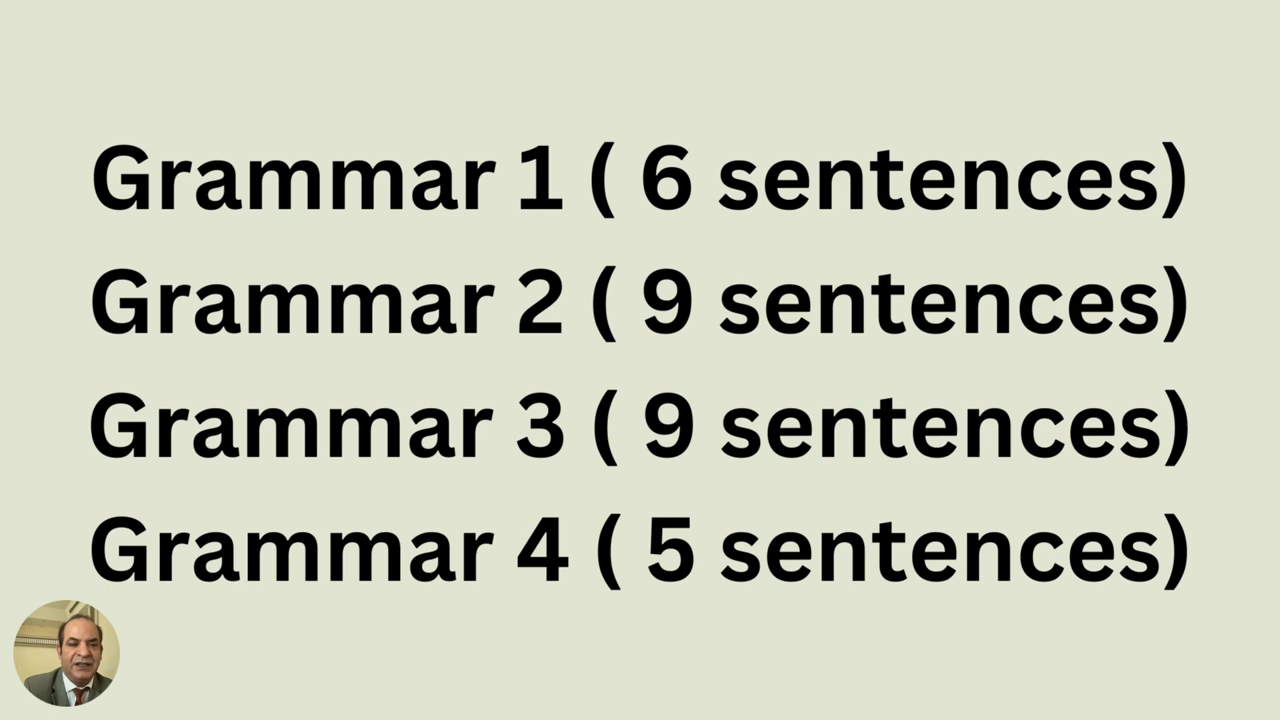 Grammar 1 ( 6 sentences)
Grammar 2 ( 9 sentences)
Grammar 3 ( 9 sentences)
Grammar 4 ( 5 sentences)